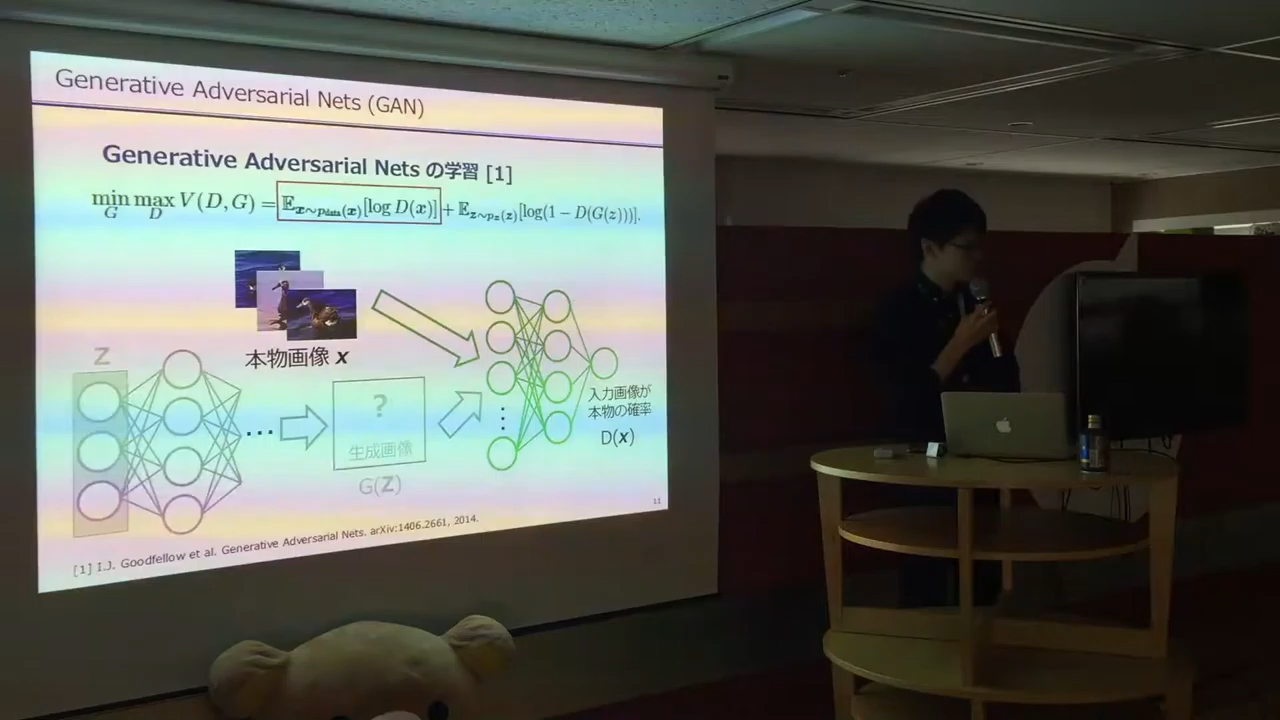 Generative Adversarial Nets (GAN)
Generative Adversarial Nets の学習 [1]
min max V(D, G) = 𝔼x∼pdata(x)[log D(x)] + 𝔼z∼pz(z)[log(1 − D(G(z)))].
G D
本物画像 x
Z
?
生成画像
G(Z)
入力画像が
本物の確率
D(x)
11
[1] I.J. Goodfellow et al. Generative Adversarial Nets. arXiv:1406.2661, 2014.